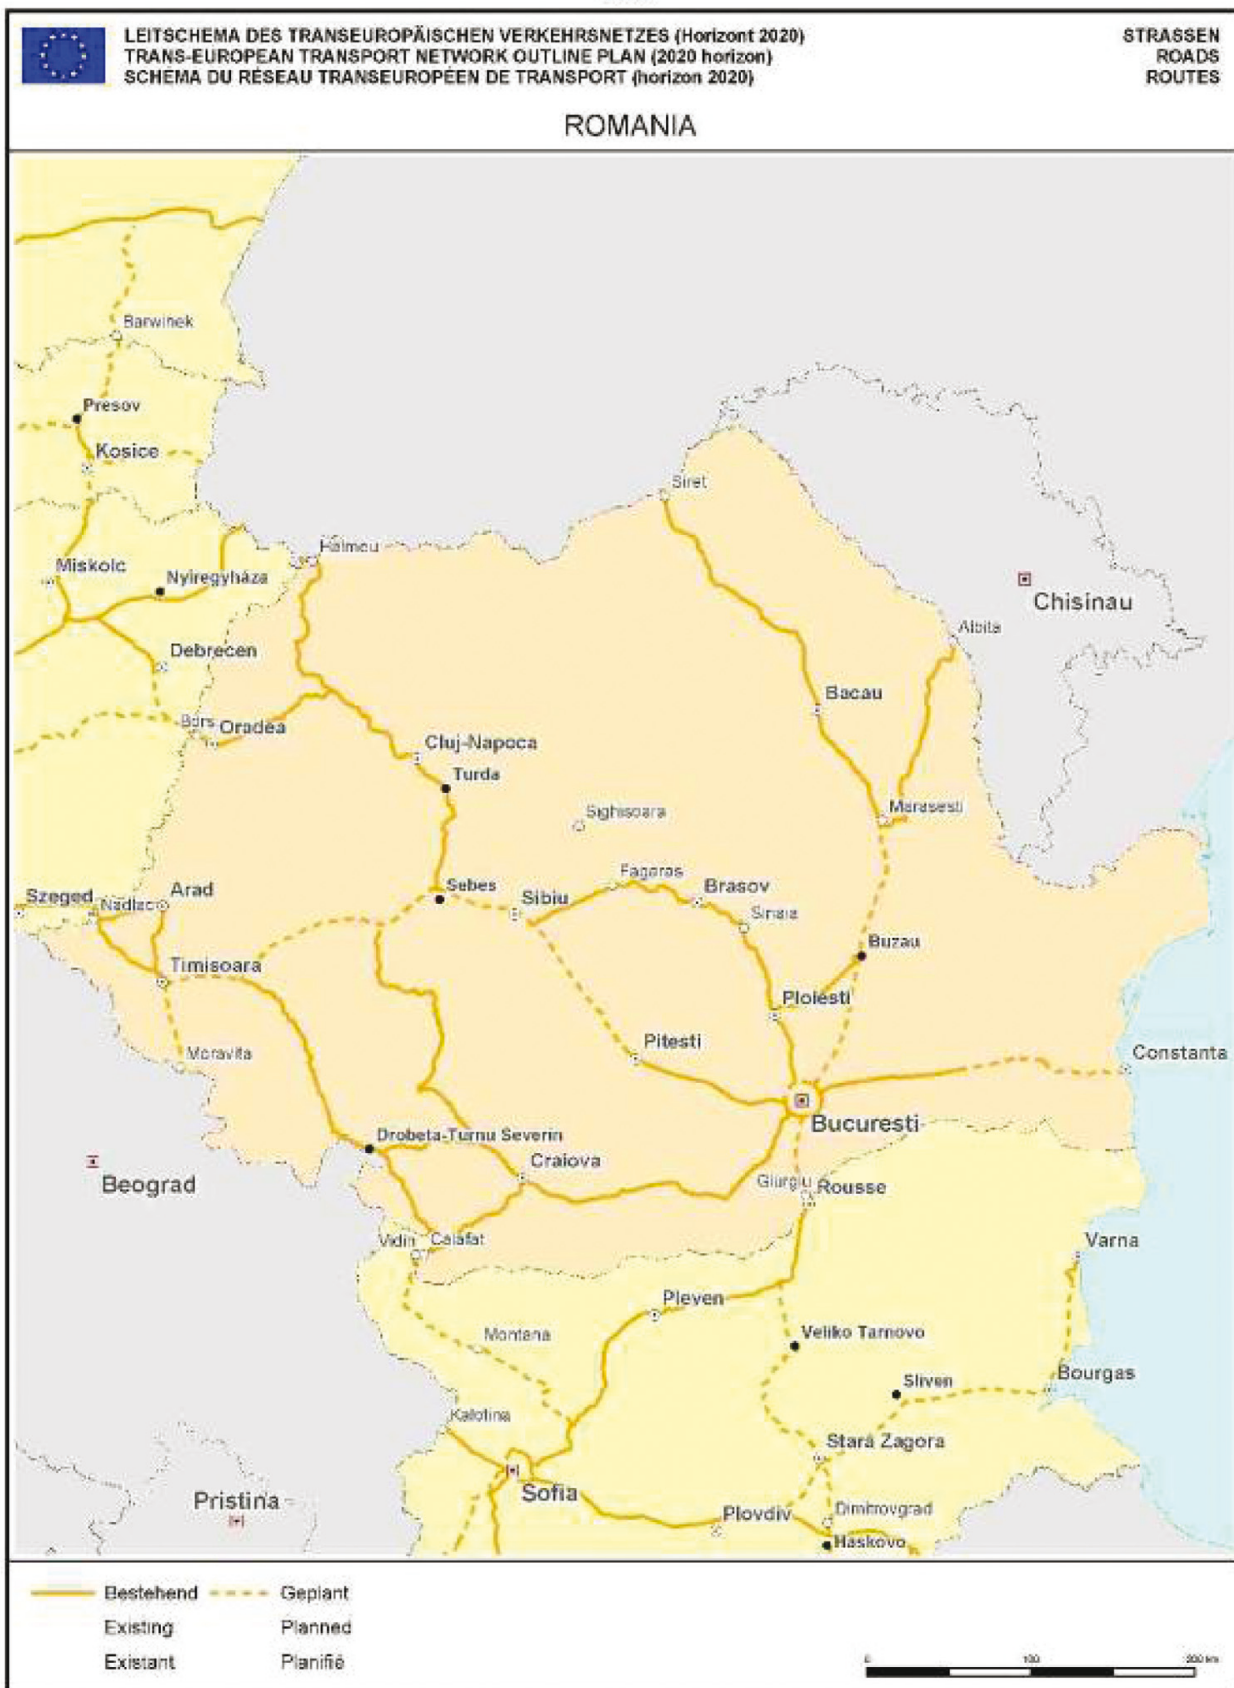 LEITSCHEMA DES TRANSEUROPÄISCHEN VERKEHRSNETZES (Horizont 2020)
TRANS-EUROPEAN TRANSPORT NETWORK OUTLINE PLAN (2020 horizon)
SCHÉMA DU RÉSEAU TRANSEUROPÉEN DE TRANSPORT (horizon 2020)
STRASSEN
ROADS
ROUTES
ROMANIA
Barwinek
Presov
Kosice
Siret
Halmeu
Miskolc
Nyiregyháza
Chisinau
Albita
Debrecen
Bacau
Bors
Oradea
Cluj-Napoca
Turda
Marasesti
Sighisoara
Fagaras
Szeged
Nadlac
Arad
Sebes
Sibiu
Brasov
Sinaia
Buzau
Timisoara
Ploiesti
Pitesti
Moravita
Constanta
Bucuresti
Drobeta-Turnu Severin
Craiova
Beograd
Giurgiu
Rousse
Vidin
Calafat
Varna
Pleven
Montana
Veliko Tarnovo
Sliven
Bourgas
Kalotina
Stara Zagora
Sofia
Pristina
Plovdiv
Dimitrovgrad
Haskovo
Bestehend
Geplant
Existing
Planned
Existant
Planifié
0 100 200 km